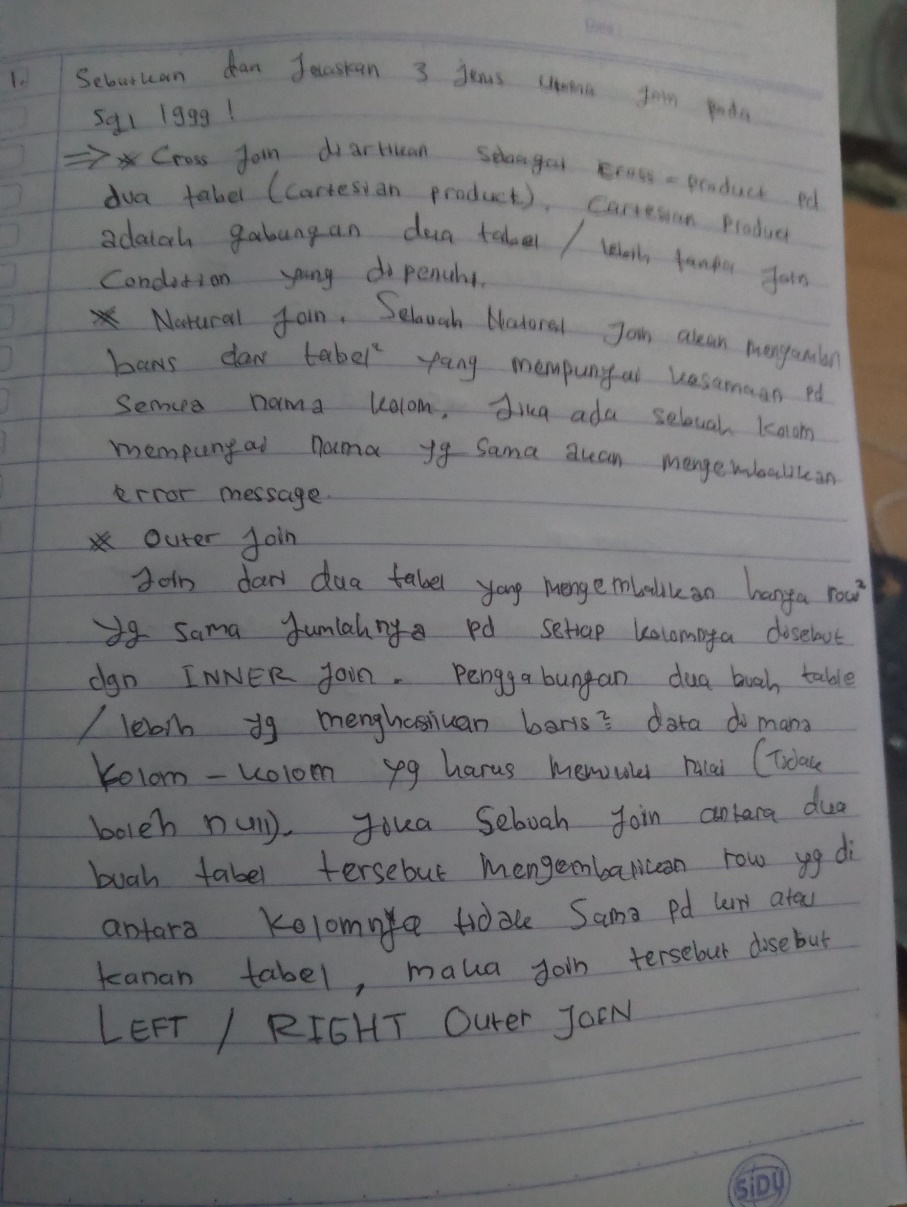 1. Sebutkan dan Jelaskan 3 jenis utama join pada
Sql 1999!
⇒ * Cross Join diartikan sebagai cross-product pd
dua tabel (Cartesian product). Cartesian Product
adalah gabungan dua tabel / lebih tanpa join
Condition yang dipenuhi.
* Natural Join. Sebuah Natural Join akan mengambil
baris dari tabel² yang mempunyai kesamaan pd
Semua nama kolom. Jika ada sebuah kolom
mempunyai nama yg sama akan mengembalikan
error message.
* Outer Join
Join dari dua tabel yang mengembalikan hanya row²
yg sama jumlahnya pd setiap kolomnya disebut
dgn INNER Join. Penggabungan dua buah table
/ lebih yg menghasilkan baris² data di mana
kolom - kolom yg harus memiliki nilai (Tidak
boleh null). Jika Sebuah Join antara dua
buah tabel tersebut mengembalikan row yg di
antara kolomnya tidak Sama pd kiri atau
kanan tabel, maka join tersebut disebut
LEFT / RIGHT Outer JOIN
SiDU